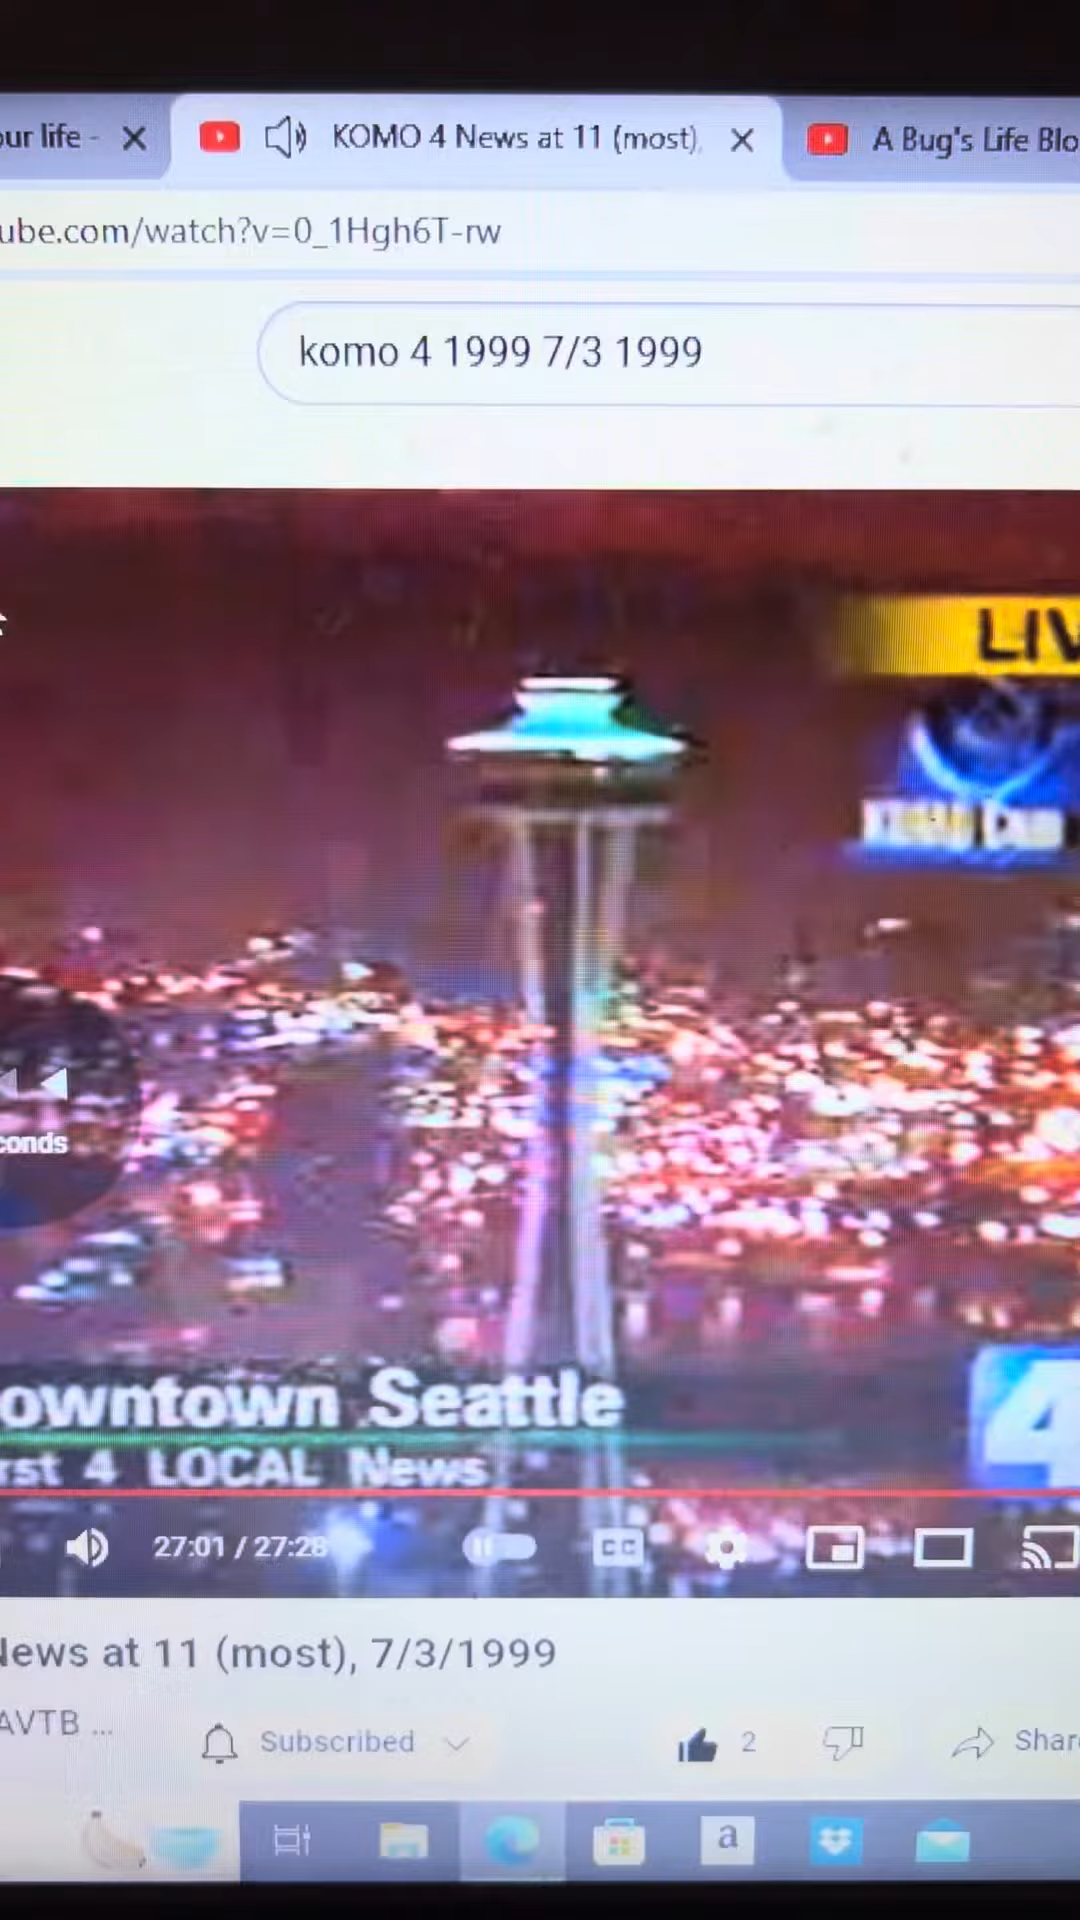 our life -
KOMO 4 News at 11 (most),
A Bug's Life Blo
ube.com/watch?v=0_1Hgh6T-rw
komo 4 1999 7/3 1999
LIV
conds
owntown Seattle
rst 4 LOCAL News
4
27:01 / 27:28
CC
News at 11 (most), 7/3/1999
AVTB ...
Subscribed
2
Shar
a